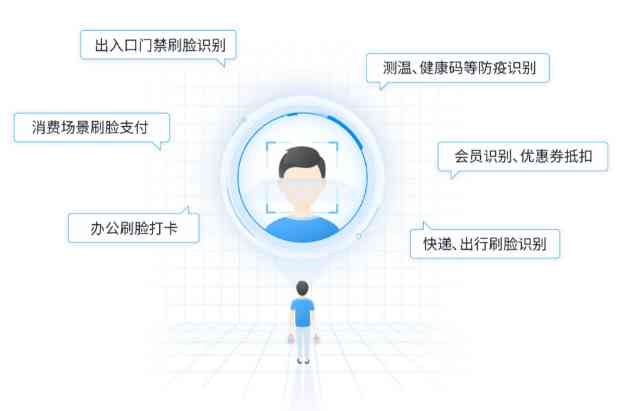 出入口门禁刷脸识别
测温、健康码等防疫识别
消费场景刷脸支付
会员识别、优惠券抵扣
办公刷脸打卡
快递、出行刷脸识别